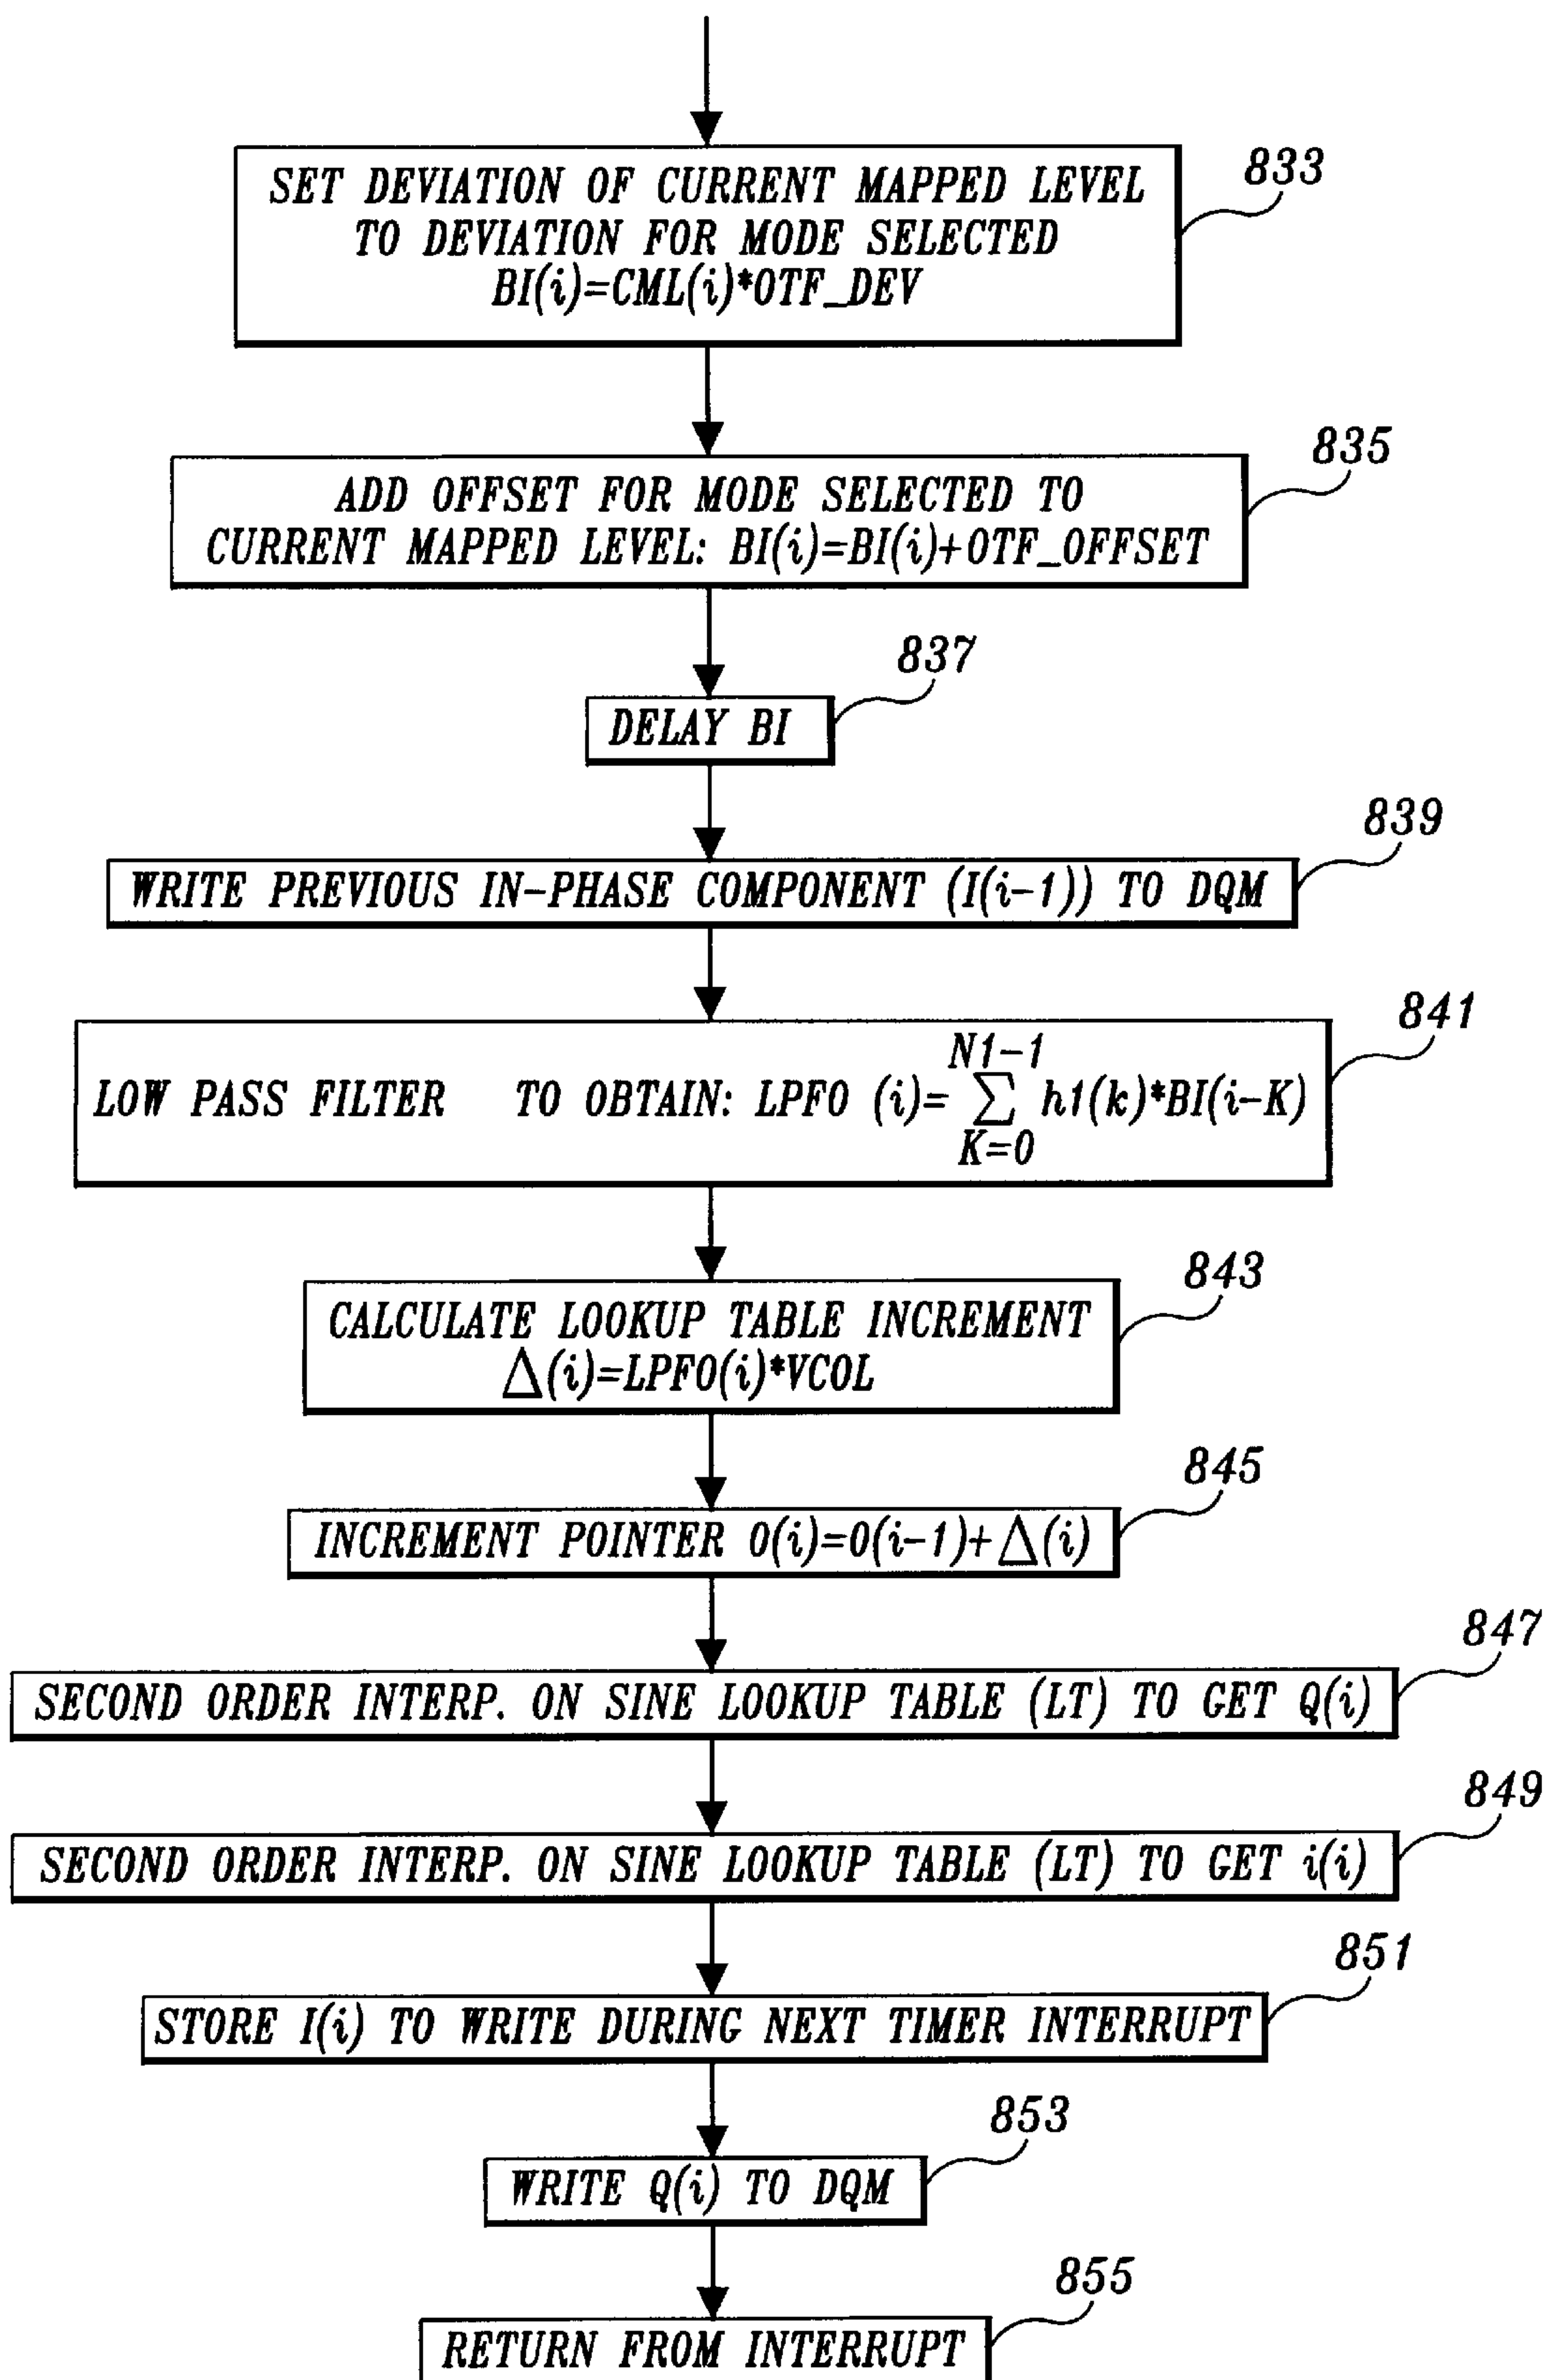 833
SET DEVIATION OF CURRENT MAPPED LEVEL
TO DEVIATION FOR MODE SELECTED
BI(i)=CML(i)*OTF_DEV
835
ADD OFFSET FOR MODE SELECTED TO
CURRENT MAPPED LEVEL: BI(i)=BI(i)+OTF_OFFSET
837
DELAY BI
839
WRITE PREVIOUS IN-PHASE COMPONENT (I(i-1)) TO DQM
841
N1-1
LOW PASS FILTER TO OBTAIN: LPFO (i)= ∑ h1(k)*BI(i-K)
K=0
843
CALCULATE LOOKUP TABLE INCREMENT
Δ(i)=LPFO(i)*VCOL
845
INCREMENT POINTER O(i)=O(i-1)+Δ(i)
847
SECOND ORDER INTERP. ON SINE LOOKUP TABLE (LT) TO GET Q(i)
849
SECOND ORDER INTERP. ON SINE LOOKUP TABLE (LT) TO GET i(i)
851
STORE I(i) TO WRITE DURING NEXT TIMER INTERRUPT
853
WRITE Q(i) TO DQM
855
RETURN FROM INTERRUPT